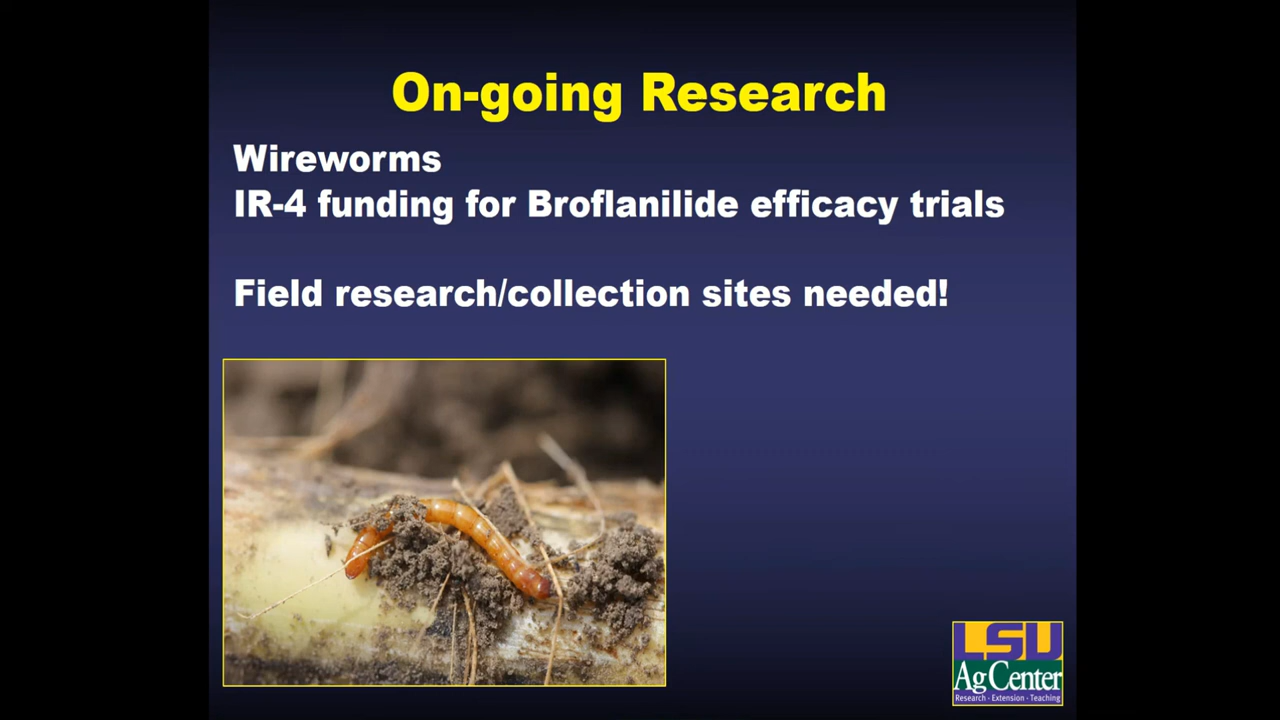 On-going Research
Wireworms
IR-4 funding for Broflanilide efficacy trials
Field research/collection sites needed!
LSU
AgCenter
Research · Extension · Teaching